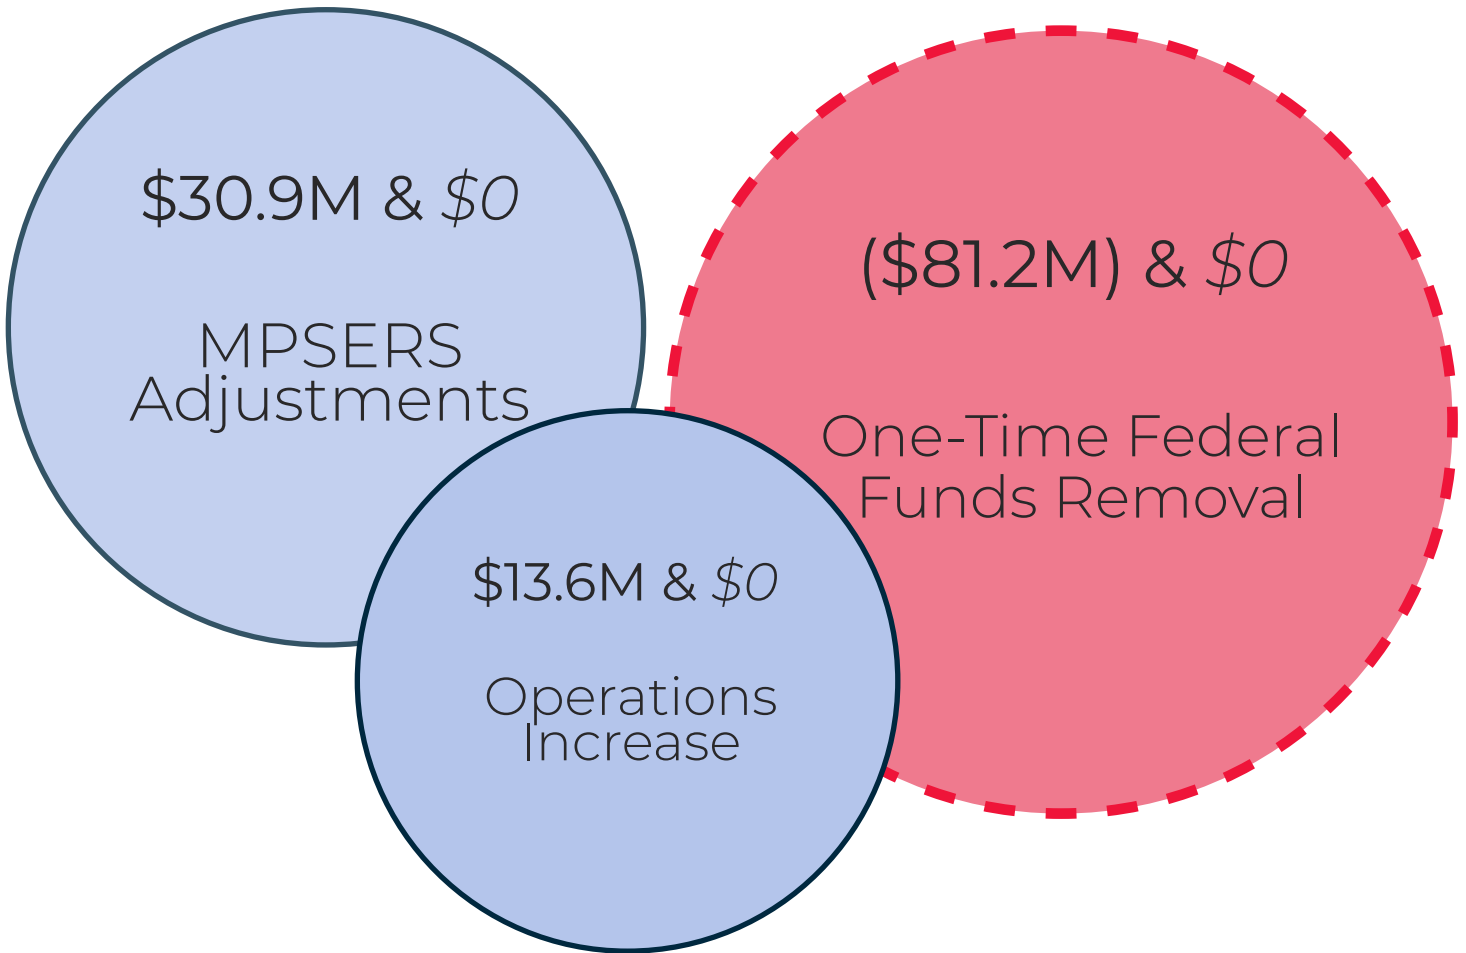 $30.9M & $0
MPSERS
Adjustments
($81.2M) & $0
One-Time Federal
Funds Removal
$13.6M & $0
Operations
Increase